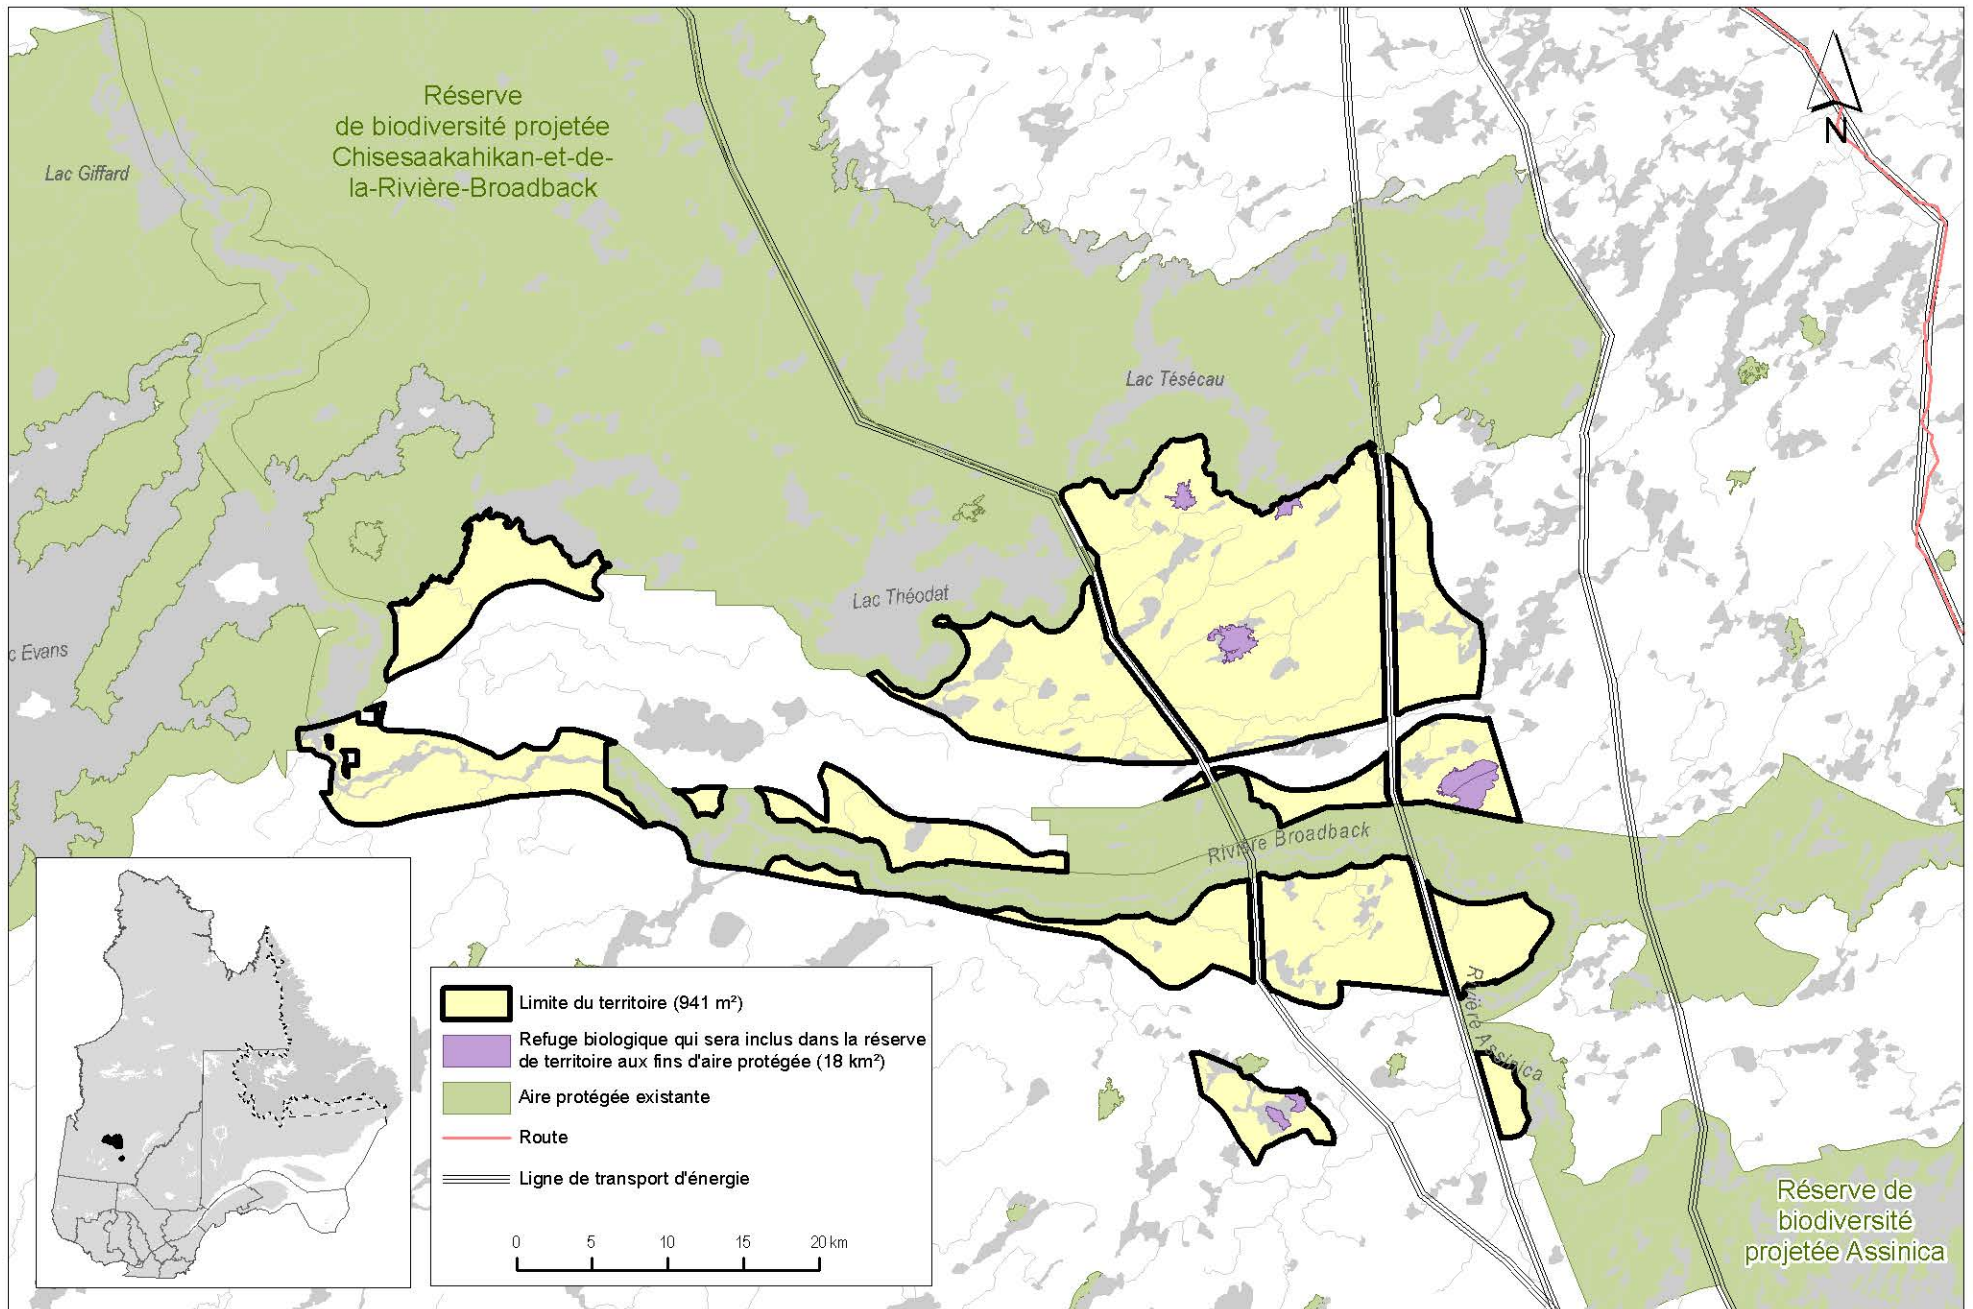 Réserve
de biodiversité projetée
Chisesaakahikan-et-de-
la-Rivière-Broadback
Lac Giffard
N
Lac Tésécau
Lac Théodat
c Evans
Rivière Broadback
Rivière Assinica
Limite du territoire (941 m²)
Refuge biologique qui sera inclus dans la réserve
de territoire aux fins d'aire protégée (18 km²)
Aire protégée existante
Route
Ligne de transport d'énergie
0 5 10 15 20 km
Réserve de
biodiversité
projetée Assinica